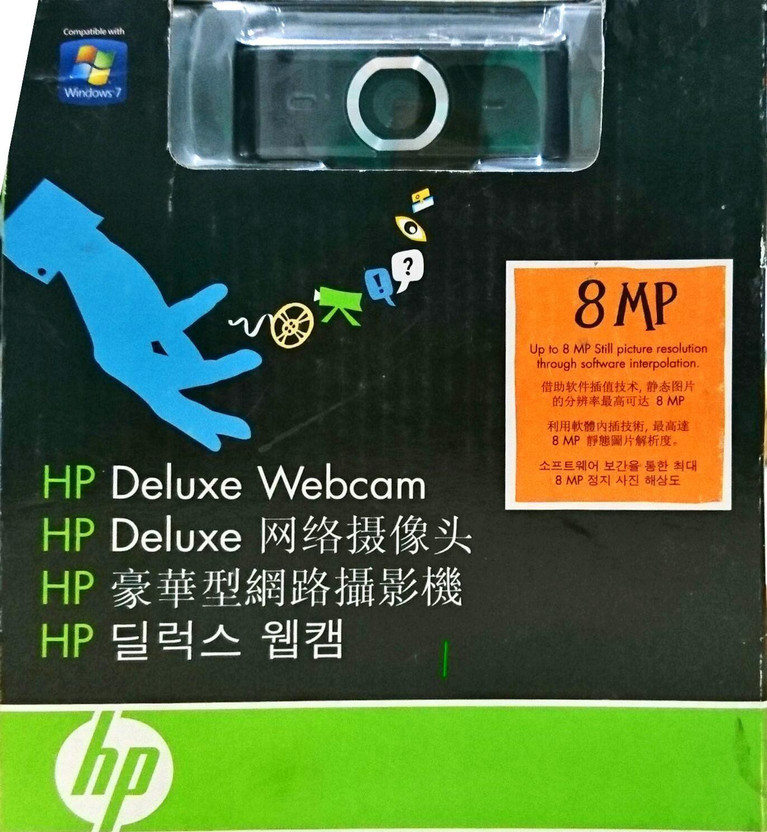 Compatible with
Windows 7
? 
!
8 MP
Up to 8 MP Still picture resolution
through software interpolation.
借助软件插值技术, 静态图片
的分辨率最高可达 8 MP
利用軟體內插技術, 最高達
8 MP 靜態圖片解析度。
소프트웨어 보간을 통한 최대
8 MP 정지 사진 해상도
HP Deluxe Webcam
HP Deluxe 网络摄像头
HP 豪華型網路攝影機
HP 딜럭스 웹캠
hp